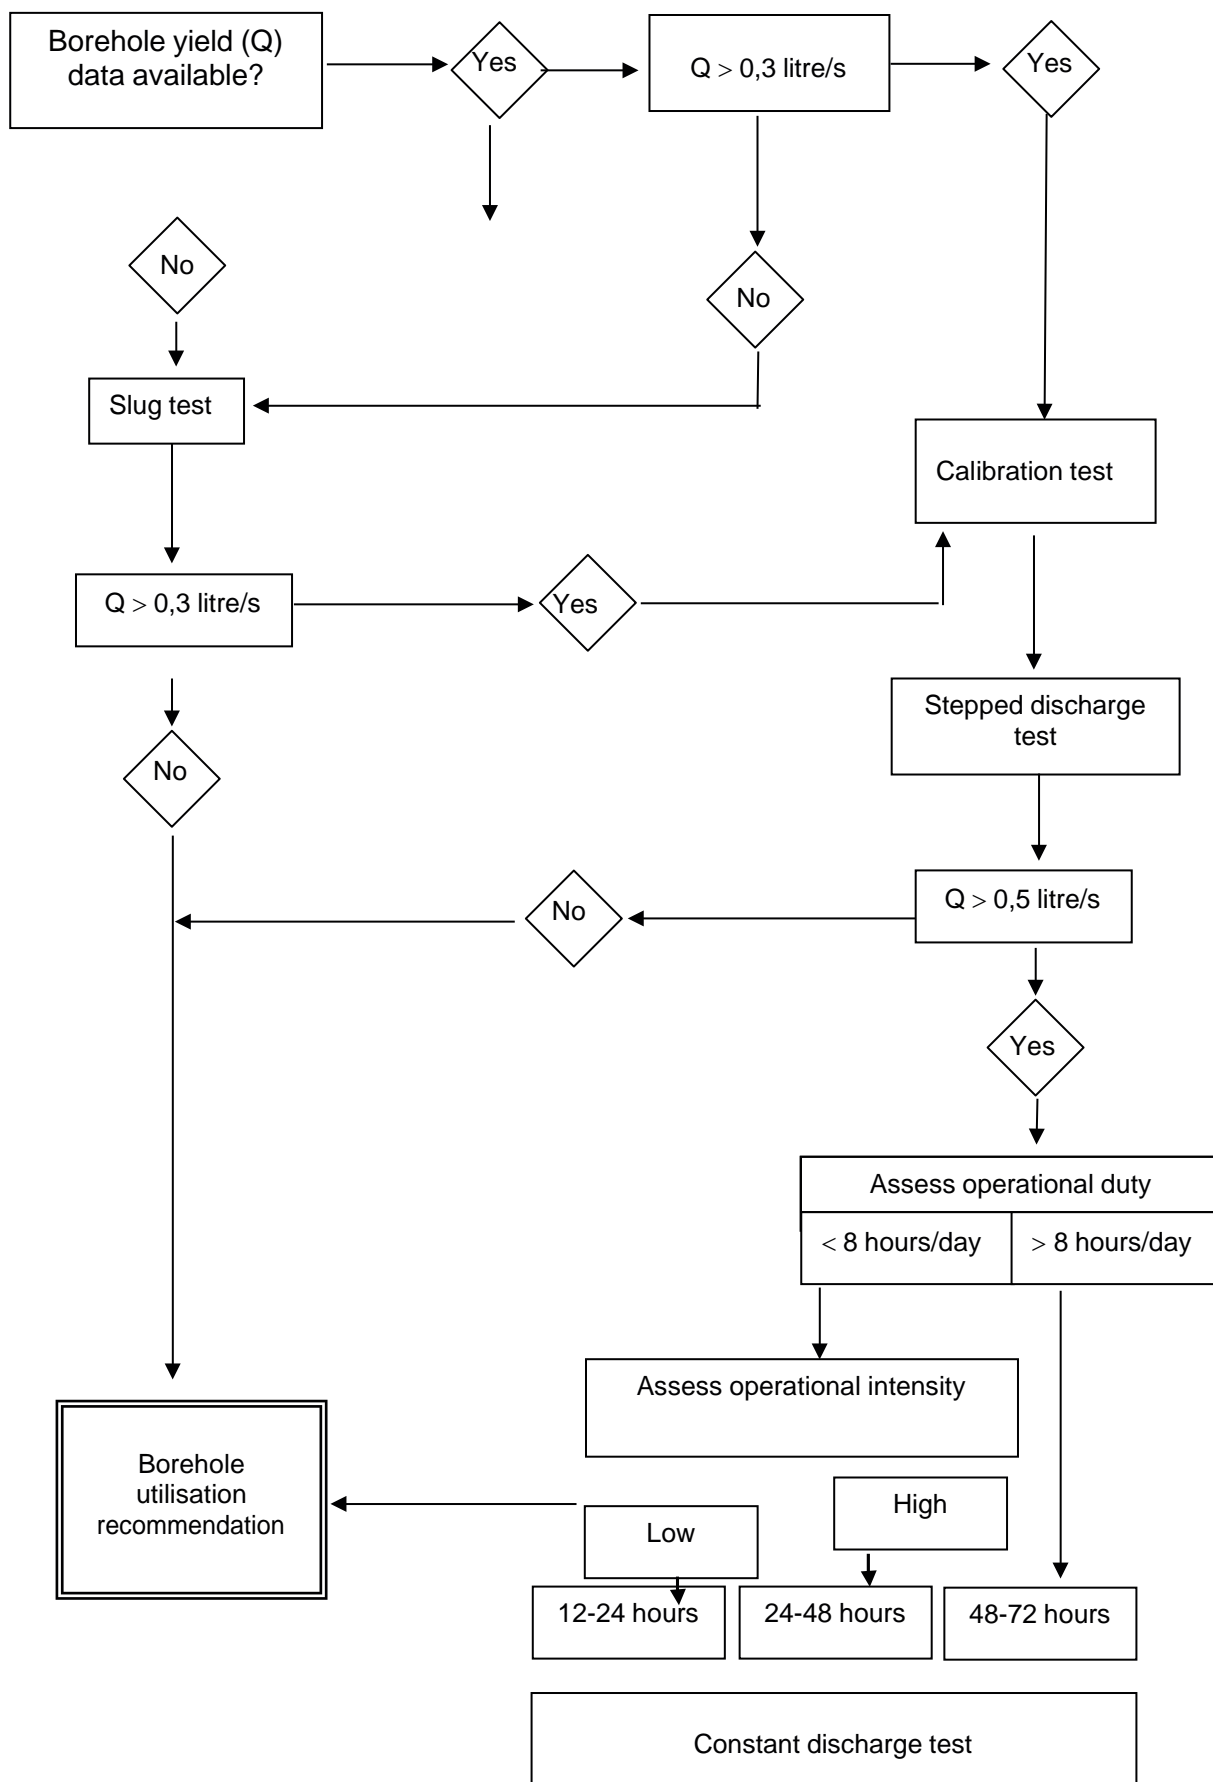 Borehole yield (Q)
data available?
Yes
Q > 0,3 litre/s
Yes
No
No
Slug test
Calibration test
Q > 0,3 litre/s
Yes
Stepped discharge
test
No
Q > 0,5 litre/s
No
Yes
Assess operational duty
< 8 hours/day
> 8 hours/day
Assess operational intensity
Borehole
utilisation
recommendation
High
Low
12-24 hours
24-48 hours
48-72 hours
Constant discharge test